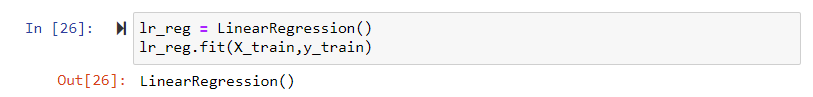 In [26]: lr_reg = LinearRegression()
lr_reg.fit(X_train,y_train)
Out[26]: LinearRegression()